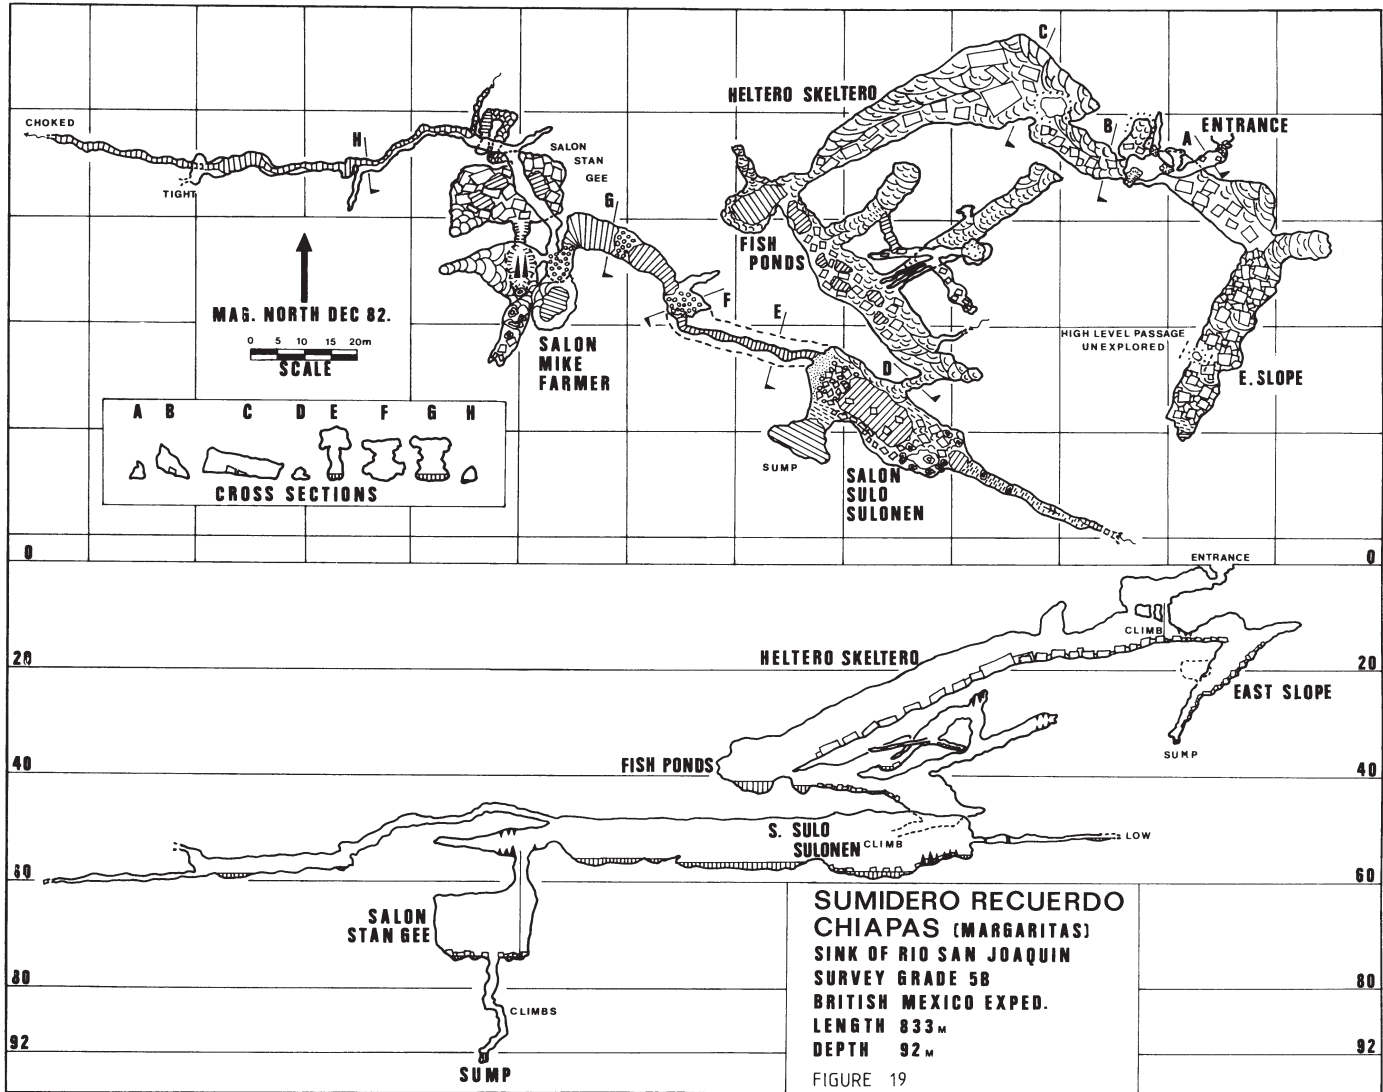 C
HELTERO SKELTERO
CHOKED
H
B
A
ENTRANCE
SALON
STAN
GEE
TIGHT
G
FISH
PONDS
F
E
MAG. NORTH DEC 82.
0 5 10 15 20m
SCALE
HIGH LEVEL PASSAGE
UNEXPLORED
SALON
MIKE
FARMER
D
E. SLOPE
A B C D E F G H
CROSS SECTIONS
SUMP
SALON
SULO
SULONEN
0
0
ENTRANCE
CLIMB
HELTERO SKELTERO
20
20
EAST SLOPE
SUMP
FISH PONDS
40
40
S. SULO
SULONEN
CLIMB
LOW
60
60
SALON
STAN GEE
80
80
CLIMBS
92
92
SUMP
SUMIDERO RECUERDO
CHIAPAS (MARGARITAS)
SINK OF RIO SAN JOAQUIN
SURVEY GRADE 5B
BRITISH MEXICO EXPED.
LENGTH 833M
DEPTH 92M
FIGURE 19